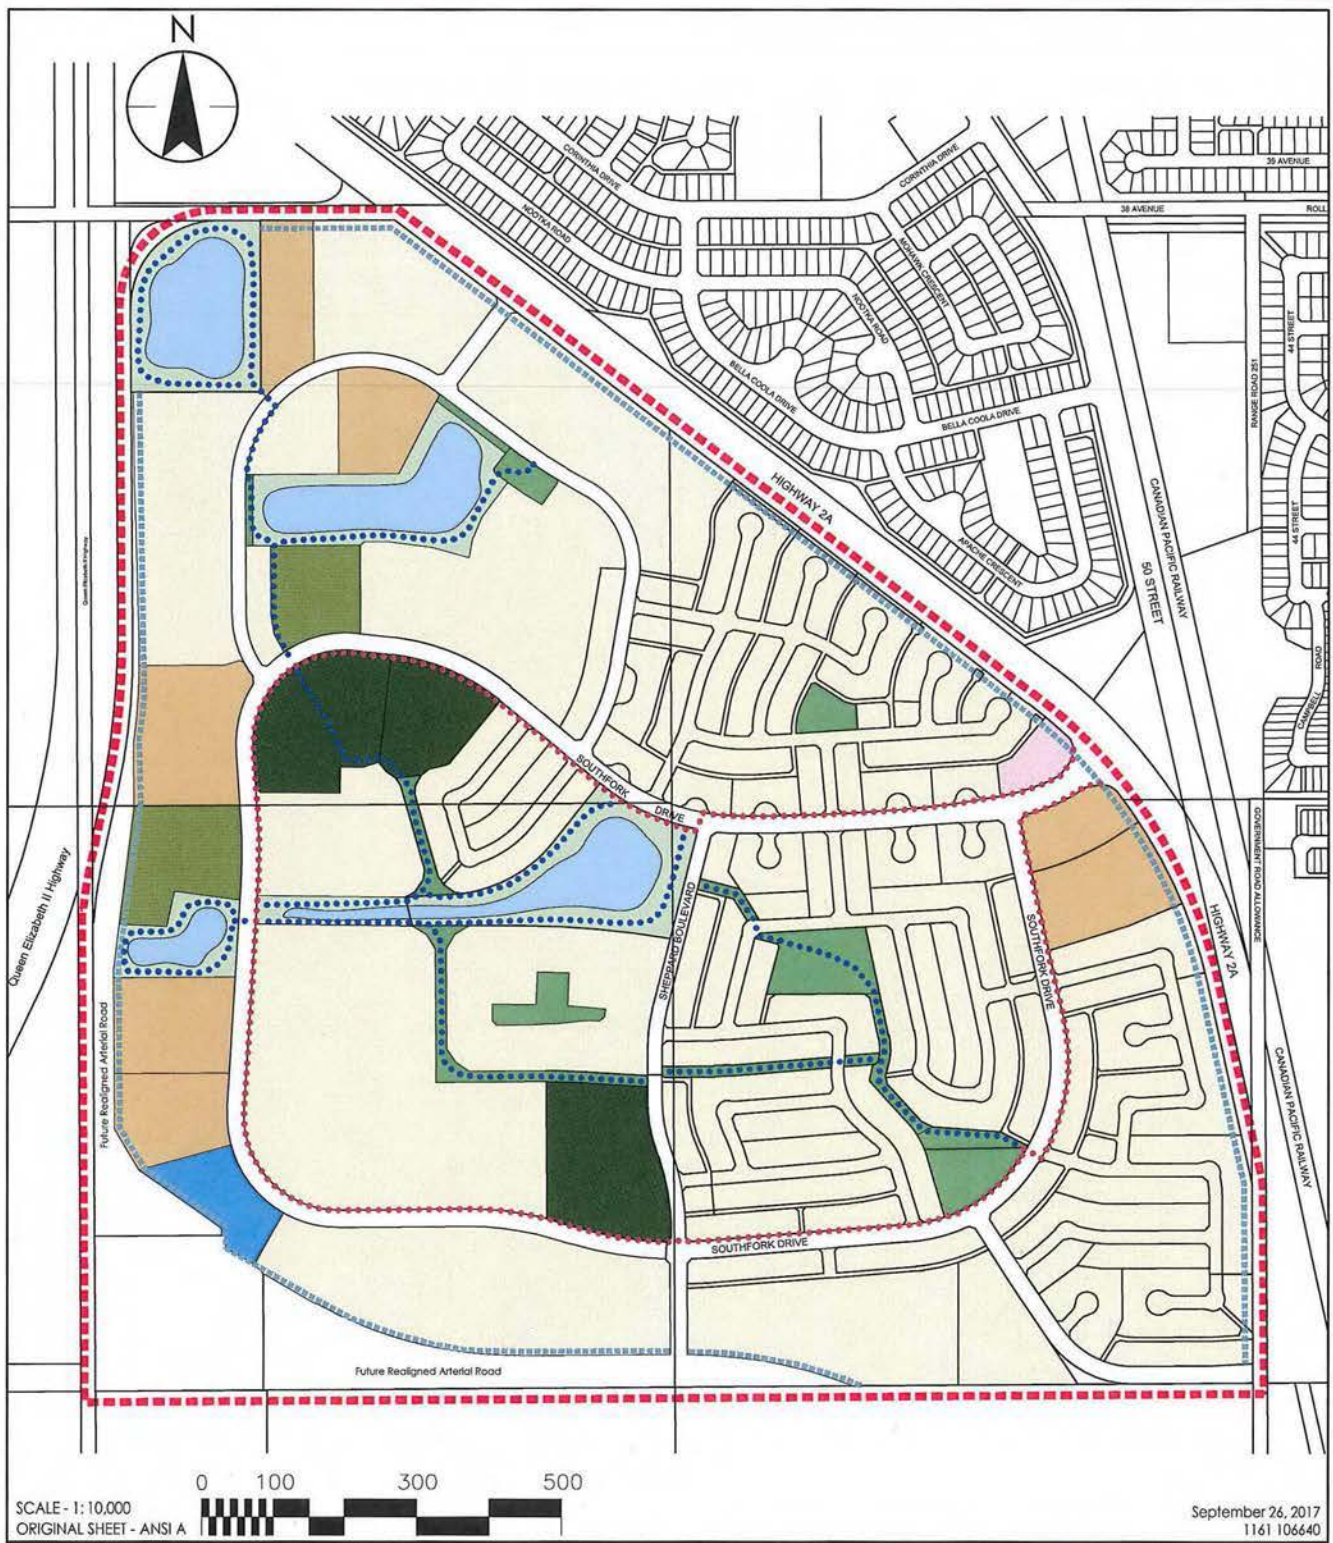 N
CORINTHIA DRIVE
CORINTHIA DRIVE
39 AVENUE
38 AVENUE
ROLL
NOOTKA ROAD
MOHAWK CRESCENT
NOOTKA ROAD
44 STREET
RANGE ROAD 251
BELLA COOLA DRIVE
BELLA COOLA DRIVE
HIGHWAY 2A
CANADIAN PACIFIC RAILWAY
50 STREET
44 STREET
APACHE CRESCENT
Queen Elizabeth II Highway
CAMPBELL
ROAD
SOUTHFORK
DRIVE
GOVERNMENT ROAD ALLOWANCE
Queen Elizabeth II Highway
SHEPPARD BOULEVARD
SOUTHFORK DRIVE
HIGHWAY 2A
Future Realigned Arterial Road
CANADIAN PACIFIC RAILWAY
SOUTHFORK DRIVE
Future Realigned Arterial Road
0 100 300 500
SCALE - 1:10,000
ORIGINAL SHEET - ANSI A
September 26, 2017
1161 106640